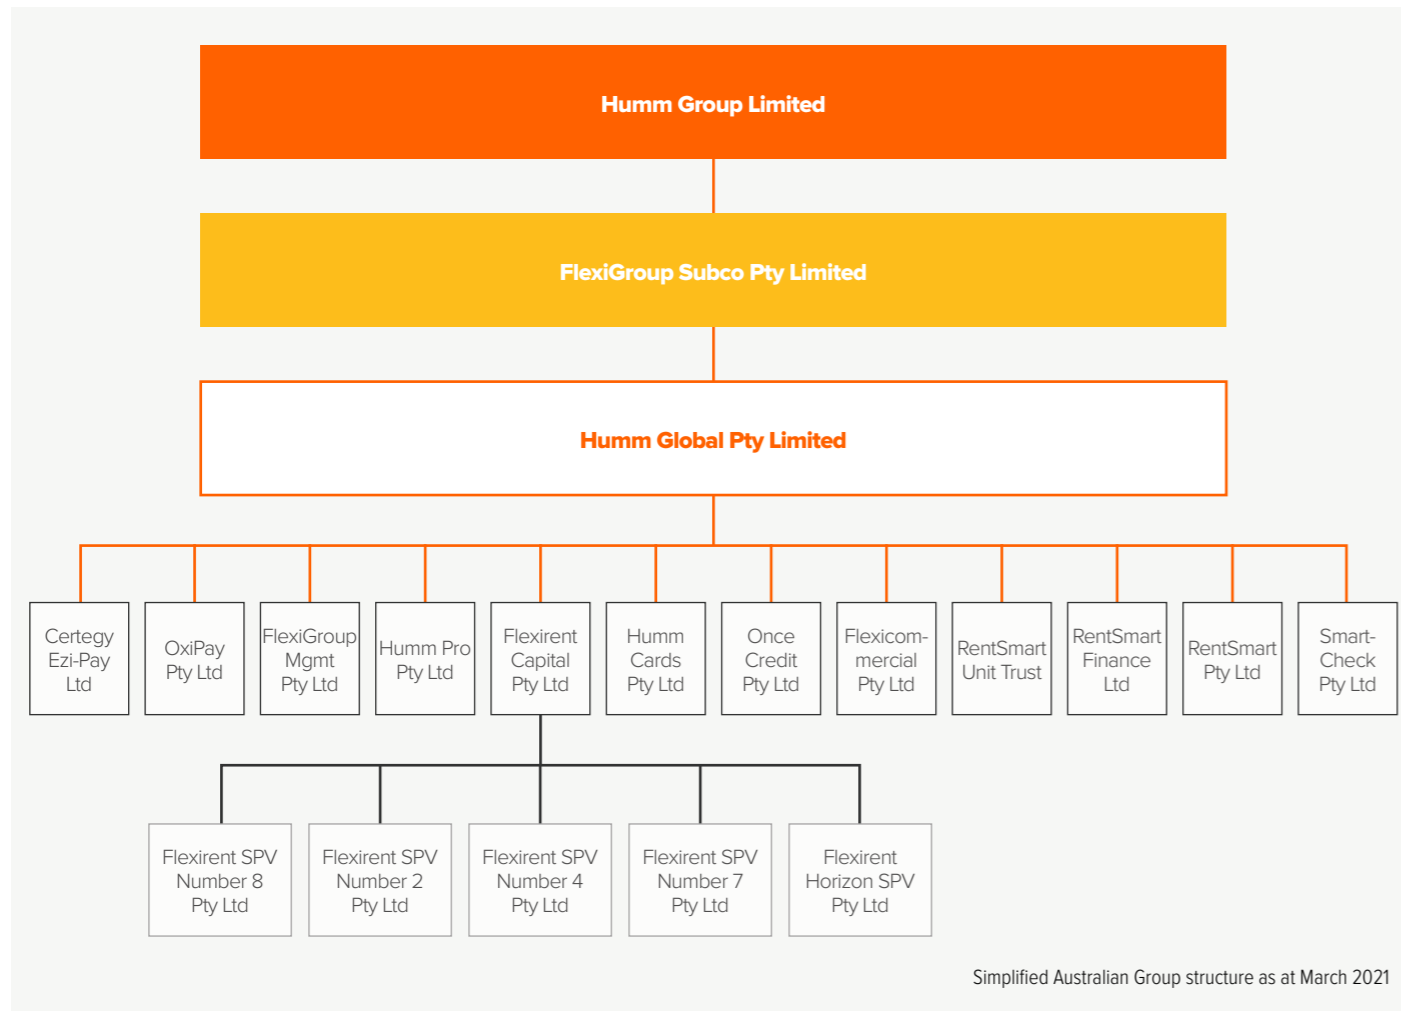 Humm Group Limited
FlexiGroup Subco Pty Limited
Humm Global Pty Limited
Certegy
Ezi-Pay
Ltd
OxiPay
Pty Ltd
FlexiGroup
Mgmt
Pty Ltd
Humm Pro
Pty Ltd
Flexirent
Capital
Pty Ltd
Humm
Cards
Pty Ltd
Once
Credit
Pty Ltd
Flexicom-
mercial
Pty Ltd
RentSmart
Unit Trust
RentSmart
Finance
Ltd
RentSmart
Pty Ltd
Smart-
Check
Pty Ltd
Flexirent SPV
Number 8
Pty Ltd
Flexirent SPV
Number 2
Pty Ltd
Flexirent SPV
Number 4
Pty Ltd
Flexirent SPV
Number 7
Pty Ltd
Flexirent
Horizon SPV
Pty Ltd
Simplified Australian Group structure as at March 2021